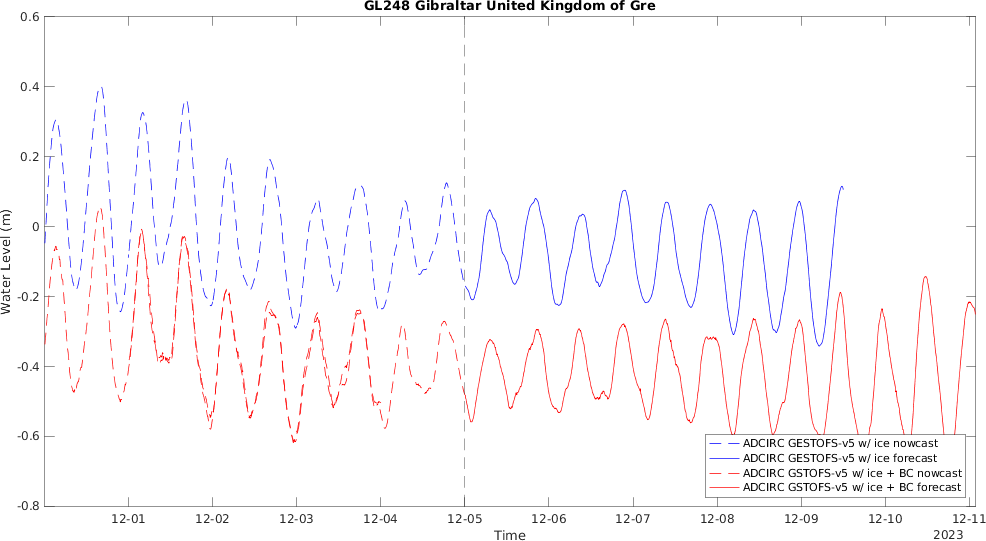 GL248 Gibraltar United Kingdom of Gre
Water Level (m)
0.6
0.4
0.2
0
-0.2
-0.4
-0.6
-0.8
12-01 12-02 12-03 12-04 12-05 12-06 12-07 12-08 12-09 12-10 12-11
Time
2023
ADCIRC GESTOFS-v5 w/ ice nowcast
ADCIRC GESTOFS-v5 w/ ice forecast
ADCIRC GSTOFS-v5 w/ ice + BC nowcast
ADCIRC GSTOFS-v5 w/ ice + BC forecast